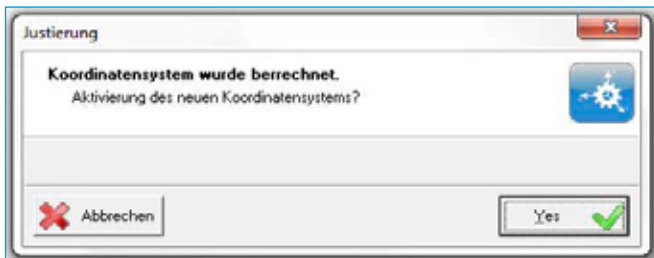 Justierung
Koordinatensystem wurde berrechnet.
Aktivierung des neuen Koordinatensystems?
Abbrechen
Yes